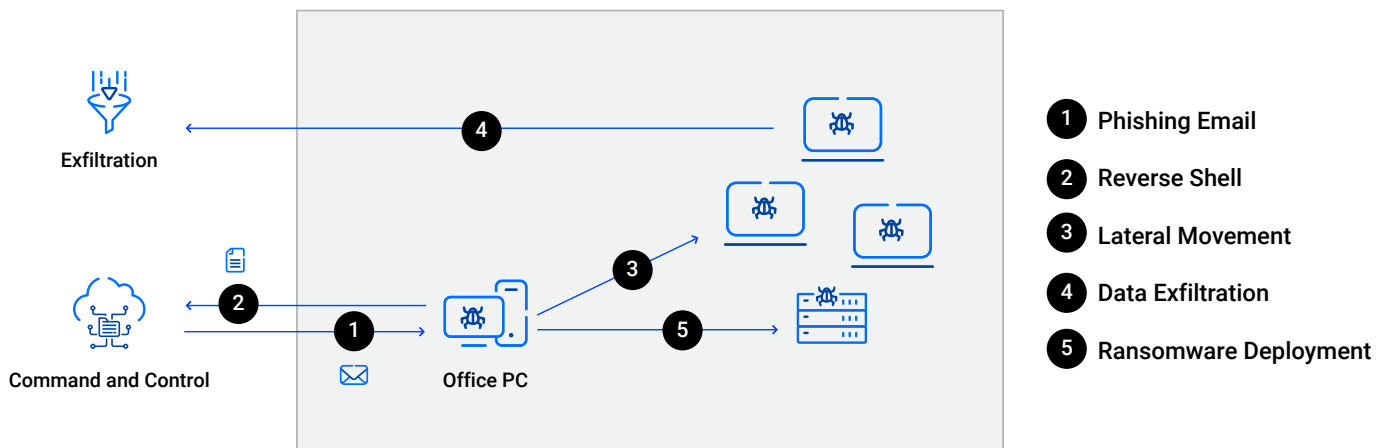 Exfiltration
4
2
Command and Control
1
Office PC
3
5
1 Phishing Email
2 Reverse Shell
3 Lateral Movement
4 Data Exfiltration
5 Ransomware Deployment